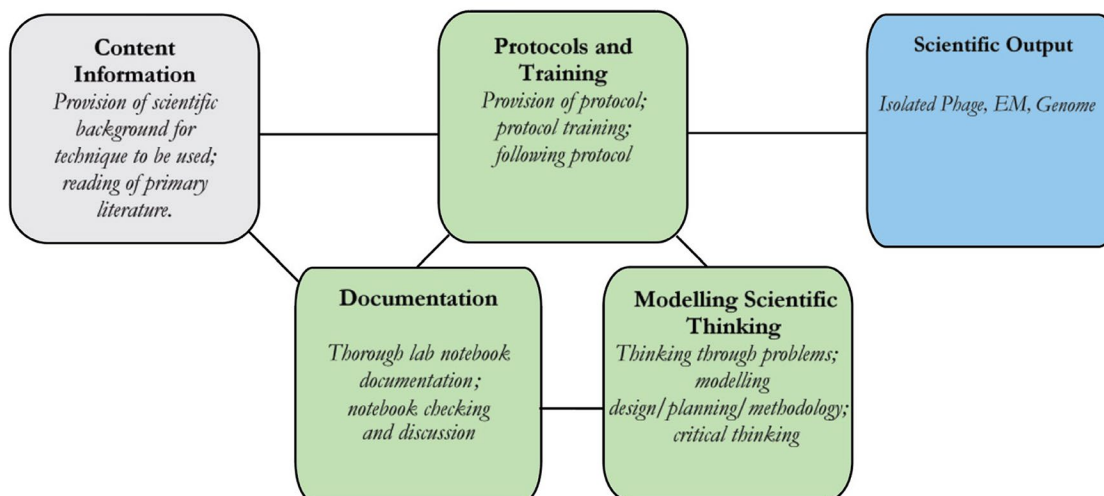 Content
Information
Provision of scientific
background for
technique to be used;
reading of primary
literature.
Protocols and
Training
Provision of protocol;
protocol training;
following protocol
Scientific Output
Isolated Phage, EM, Genome
Documentation
Thorough lab notebook
documentation;
notebook checking
and discussion
Modelling Scientific
Thinking
Thinking through problems;
modelling
design/planning/methodology;
critical thinking